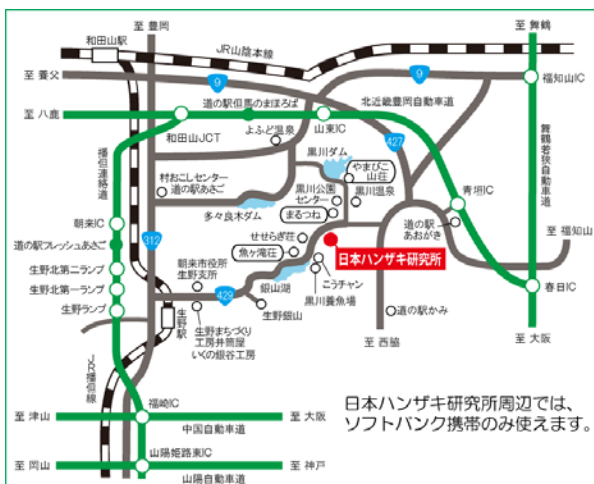 至 豊岡
至 舞鶴
和田山駅
JR山陰本線
至 養父
9
9
福知山IC
北近畿豊岡自動車道
至 八鹿
道の駅但馬のまほろば
和田山JCT
よふど温泉
山東IC
427
舞鶴若狭自動車道
播但連絡道
黒川ダム
やまびこ
山荘
村おこしセンター
道の駅あさご
黒川公園
センター
黒川温泉
青垣IC
まるつね
多々良木ダム
朝来IC
道の駅
あおがき
至 福知山
312
せせらぎ荘
道の駅フレッシュあさご
魚ヶ滝荘
日本ハンザキ研究所
朝来市役所
生野支所
生野北第二ランプ
こうチャン
生野北第一ランプ
銀山湖
黒川養魚場
春日IC
429
生野ランプ
生野駅
生野銀山
道の駅かみ
生野まちづくり
工房井筒屋
いくの銀谷工房
至 西脇
至 大阪
JR播但線
日本ハンザキ研究所周辺では、
ソフトバンク携帯のみ使えます。
福崎IC
至 津山
至 大阪
中国自動車道
山陽姫路東IC
至 岡山
至 神戸
山陽自動車道